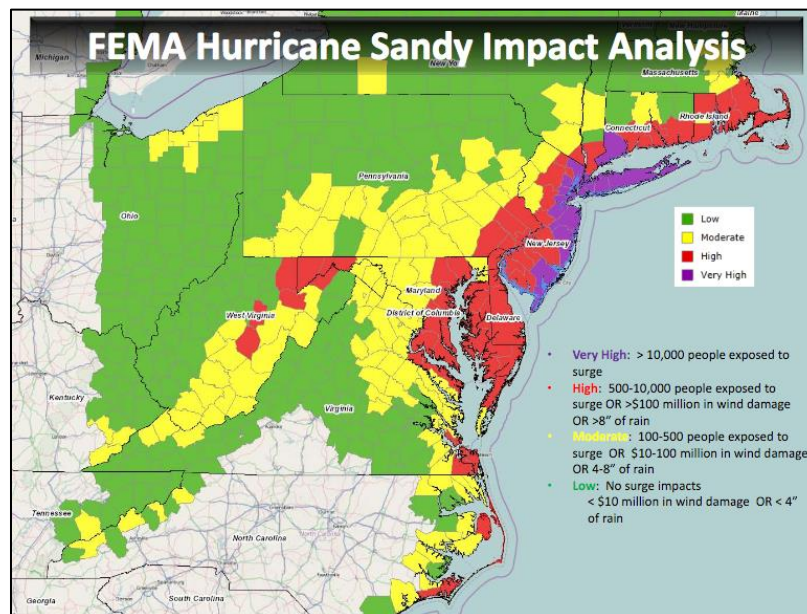 FEMA Hurricane Sandy Impact Analysis
Michigan
New Yo
Maine
Massachusetts
Rhode Island
Connecticut
Pennsylvania
Ohio
New Jersey
Low
Moderate
High
Very High
Maryland
District of Columbia
Delaware
West Virginia
Kentucky
Virginia
• Very High: > 10,000 people exposed to
surge
• High: 500-10,000 people exposed to
surge OR >$100 million in wind damage
OR >8” of rain
• Moderate: 100-500 people exposed to
surge OR $10-100 million in wind damage
OR 4-8” of rain
• Low: No surge impacts
< $10 million in wind damage OR < 4”
of rain
Tennessee
North Carolina
Georgia
South Carolina